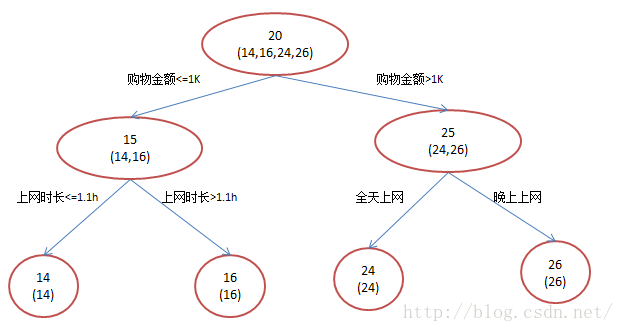 20
(14,16,24,26)
购物金额<=1K
购物金额>1K
15
(14,16)
25
(24,26)
上网时长<=1.1h
上网时长>1.1h
全天上网
晚上上网
14
(14)
16
(16)
24
(24)
26
(26)
http://blog.csdn.net/